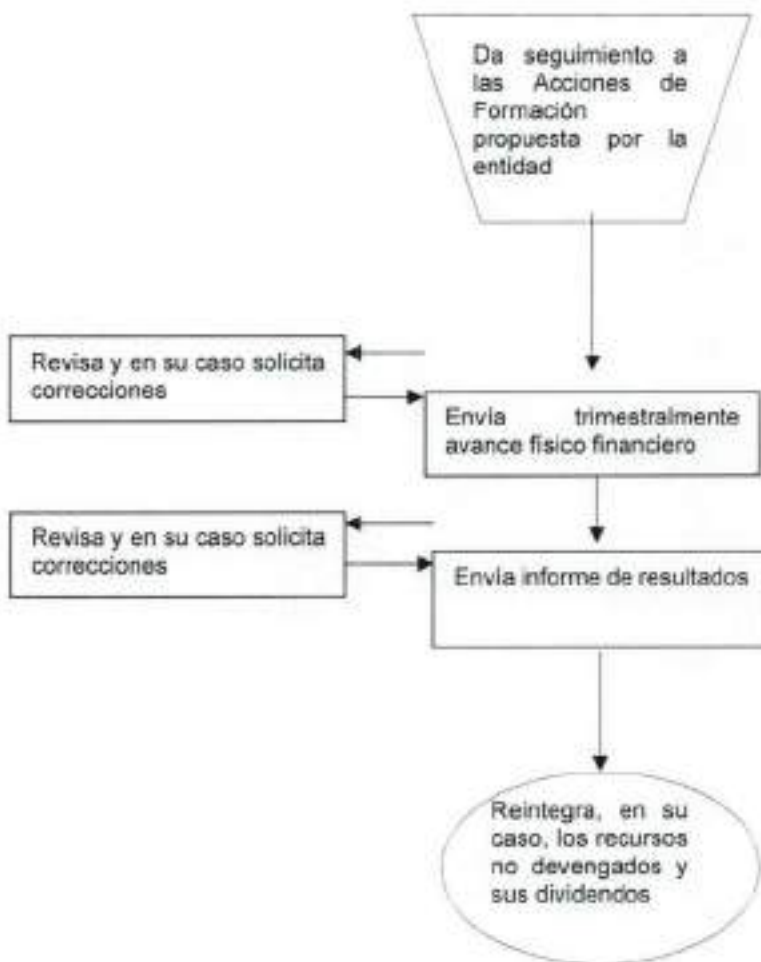 Da seguimiento a
las Acciones de
Formación
propuesta por la
entidad
Revisa y en su caso solicita
correcciones
Envía trimestralmente
avance físico financiero
Revisa y en su caso solicita
correcciones
Envía informe de resultados
Reintegra, en su
caso, los recursos
no devengados y
sus dividendos